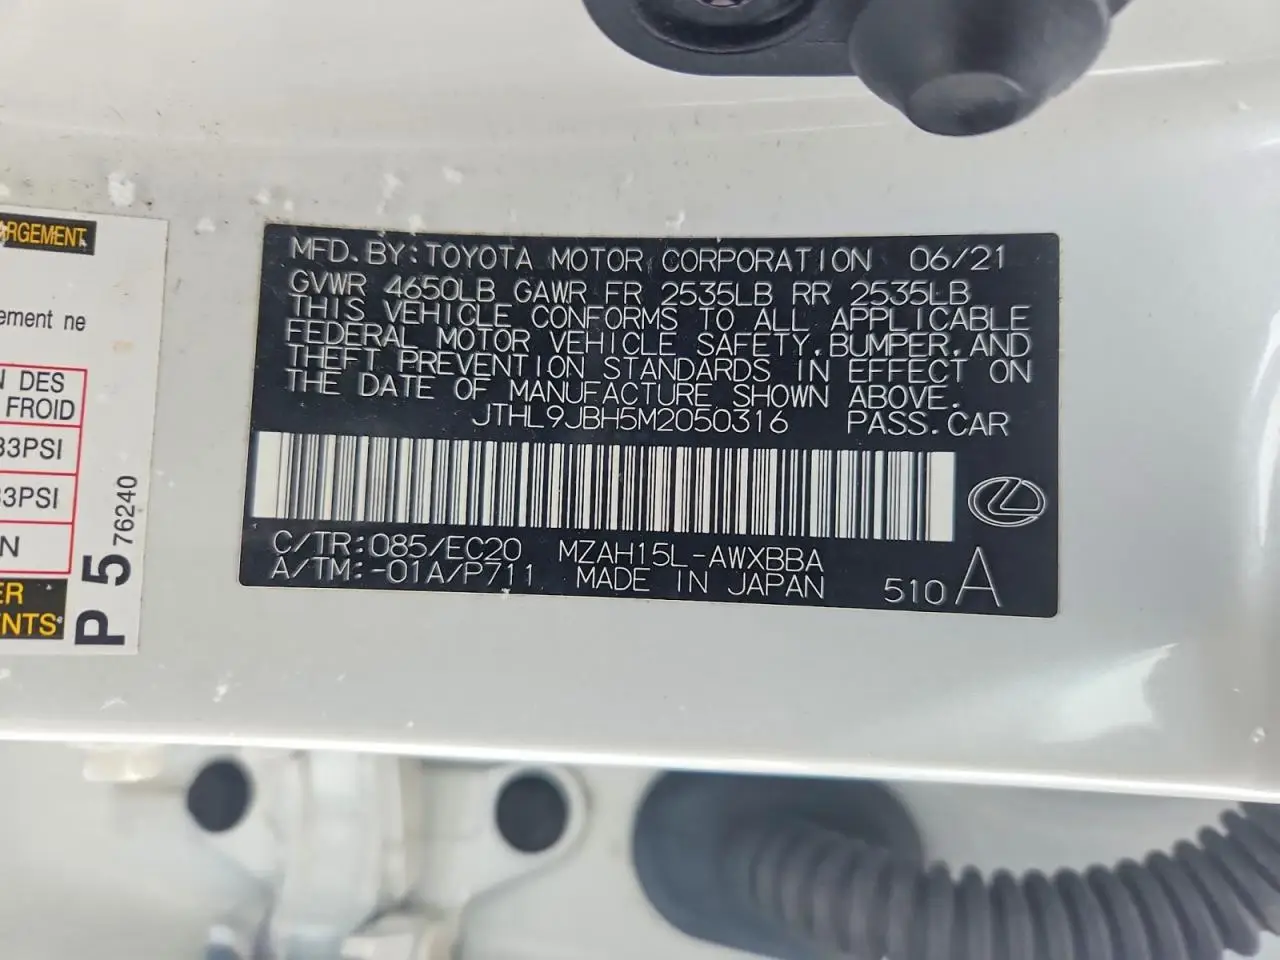 ARGEMENT
ement ne
N DES
FROID
33PSI
33PSI
N
ER
NTS
P 5 76240
MFD. BY: TOYOTA MOTOR CORPORATION 06/21
GVWR 4650LB GAWR FR 2535LB RR 2535LB
THIS VEHICLE CONFORMS TO ALL APPLICABLE
FEDERAL MOTOR VEHICLE SAFETY, BUMPER, AND
THEFT PREVENTION STANDARDS IN EFFECT ON
THE DATE OF MANUFACTURE SHOWN ABOVE.
JTHL9JBH5M2050316 PASS. CAR
C/TR: 085/EC20 MZAH15L-AWXBBA
A/TM: -01A/P711 MADE IN JAPAN 510 A